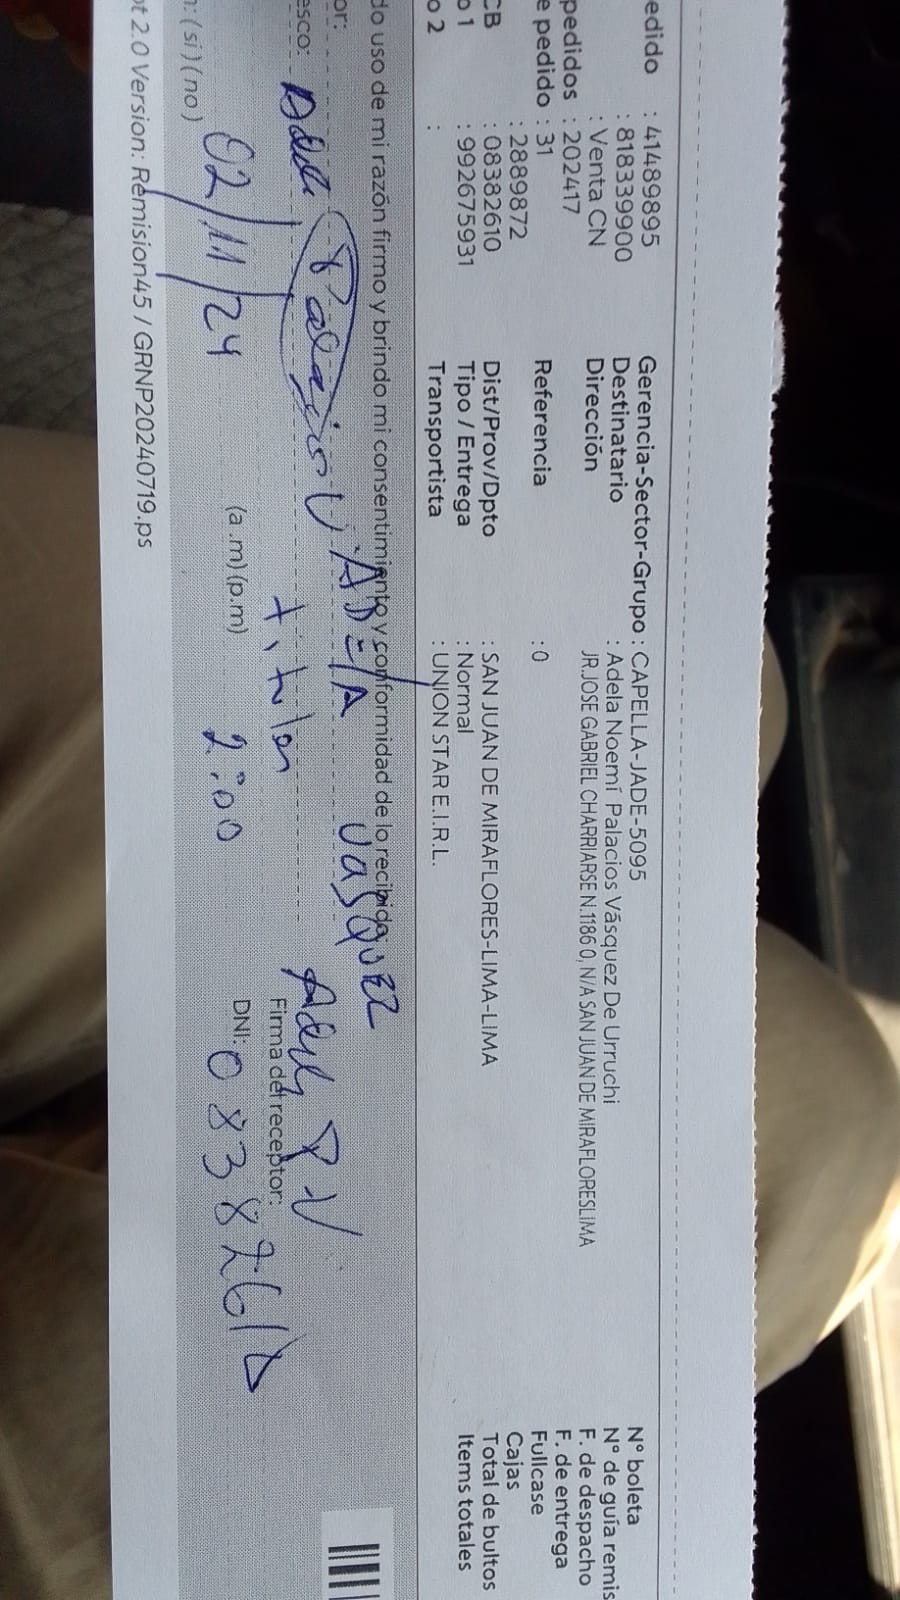 edido : 41489895
: 818339900
: Venta CN
pedidos : 202417
e pedido : 31
: 28898​72
CB : 08382610
o 1 : 992675931
o 2 :
Gerencia-Sector-Grupo : CAPELLA-JADE-5095
Destinatario : Adela Noemí Palacios Vásquez De Urruchi
Dirección JR.JOSE GABRIEL CHARRIARSE N.1186 0, N/A SAN JUAN DE MIRAFLORESLIMA
Referencia : 0
Dist/Prov/Dpto : SAN JUAN DE MIRAFLORES-LIMA-LIMA
Tipo / Entrega : Normal
Transportista : UNION STAR E.I.R.L.
N° boleta
N° de guía remis
F. de despacho
F. de entrega
Fullcase
Cajas
Total de bultos
Items totales
do uso de mi razón firmo y brindo mi consentimiento y conformidad de lo recibido
or: vasquez
esco: titular
Firma del receptor: Adela P V
n: (si) (no) 02/11/24 (a .m) (p.m) 2:00 DNI: 08382610
ot 2.0 Version: Remision45 / GRNP20240719.ps